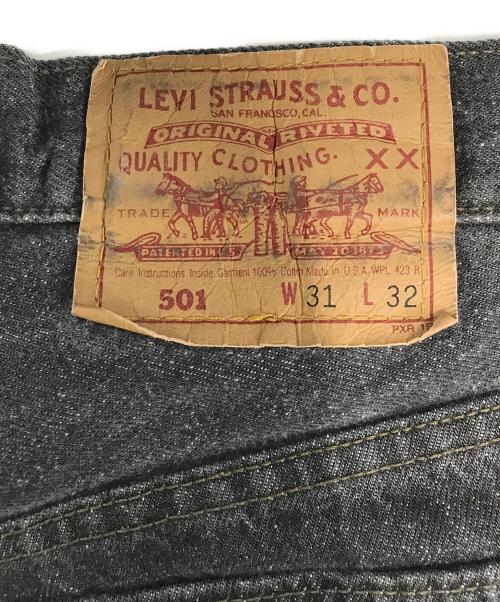 LEVI STRAUSS & CO.
SAN FRANCISCO, CAL.
ORIGINAL RIVETED
QUALITY CLOTHING. XX
TRADE MARK
PATENTED IN U.S. MAY 20 1873
Care Instructions Inside Garment 100% Cotton Made in U.S.A. WPL 423 R
501 W 31 L 32
PXR